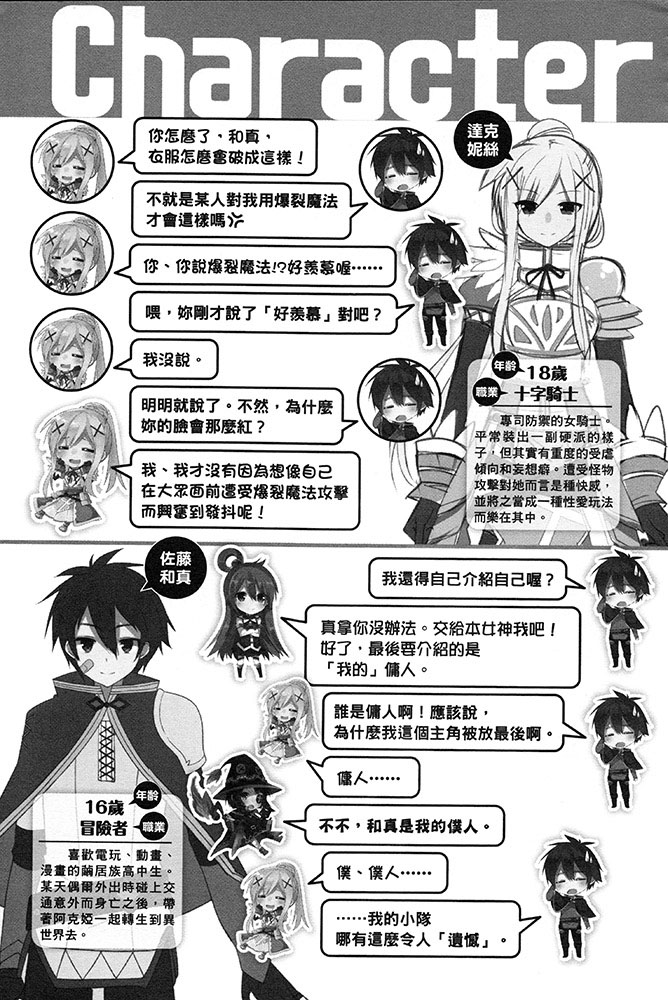 Character
你怎麼了，和真，
衣服怎麼會破成這樣！
達克
妮絲
不就是某人對我用爆裂魔法
才會這樣嗎
你、你說爆裂魔法!?好羨慕喔……
喂，妳剛才說了「好羨慕」對吧？
我沒說。
明明就說了。不然，為什麼
妳的臉會那麼紅？
我、我才沒有因為想像自己
在大眾面前遭受爆裂魔法攻擊
而興奮到發抖呢！
年齡
18歲
職業
十字騎士
專司防禦的女騎士。
平常裝出一副硬派的樣
子，但其實有重度的受虐
傾向和妄想癖。遭受怪物
攻擊對她而言是種快感，
並將之當成一種性愛玩法
而樂在其中。
佐藤
和真
我還得自己介紹自己喔？
真拿你沒辦法。交給本女神我吧！
好了，最後要介紹的是
「我的」傭人。
誰是傭人啊！應該說，
為什麼我這個主角被放最後啊。
傭人……
不不，和真是我的僕人。
僕、僕人……
……我的小隊
哪有這麼令人「遺憾」。
16歲
年齡
冒險者
職業
喜歡電玩、動畫、
漫畫的繭居族高中生。
某天偶爾外出時碰上交
通意外而身亡之後，帶
著阿克婭一起轉生到異
世界去。